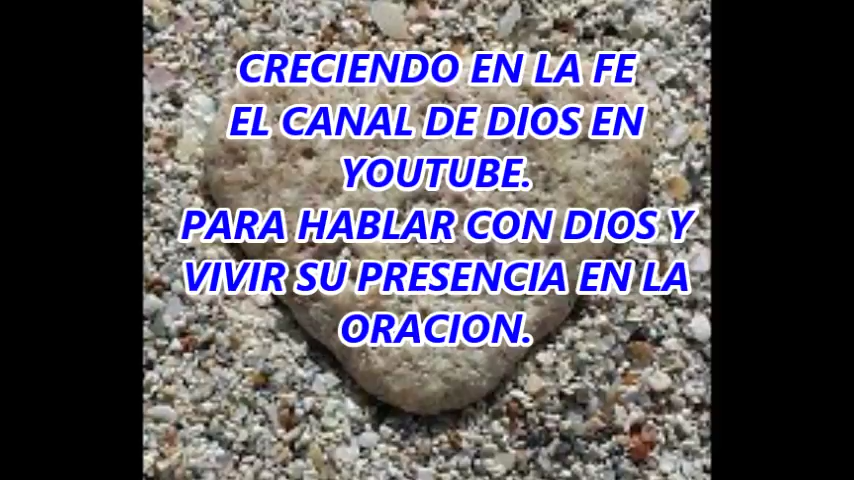 CRECIENDO EN LA FE
EL CANAL DE DIOS EN
YOUTUBE.
PARA HABLAR CON DIOS Y
VIVIR SU PRESENCIA EN LA
ORACION.